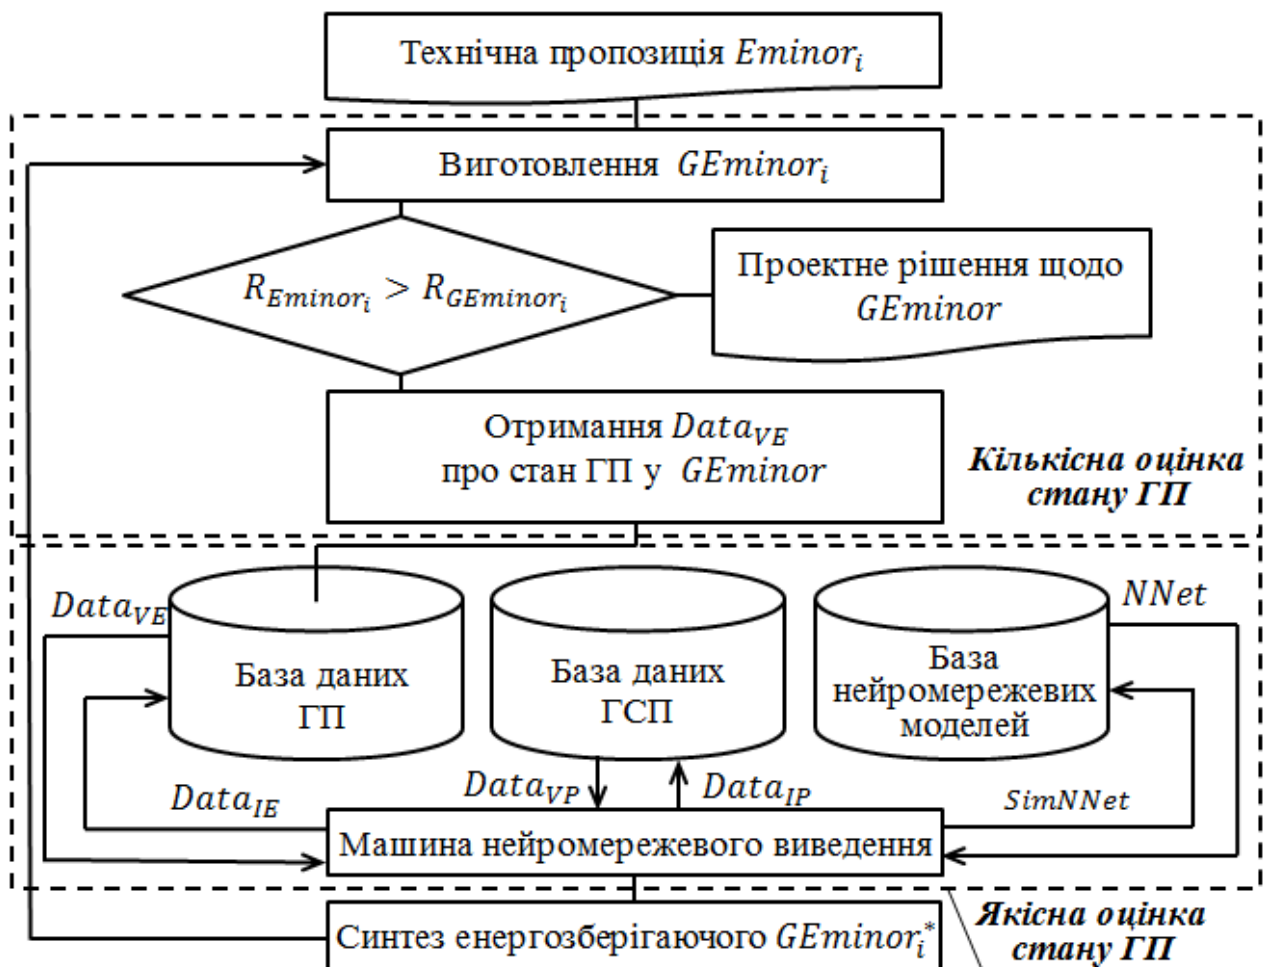 Технічна пропозиція Eminorᵢ
Виготовлення GEminorᵢ
R_Eminorᵢ > R_GEminorᵢ
Проектне рішення щодо
GEminor
Отримання Data_VE
про стан ГП у GEminor
Кількісна оцінка
стану ГП
Data_VE
База даних
ГП
База даних
ГСП
База
нейромережевих
моделей
NNet
Data_IE
Data_VP
Data_IP
SimNNet
Машина нейромережевого виведення
Якісна оцінка
стану ГП
Синтез енергозберігаючого GEminorᵢ*